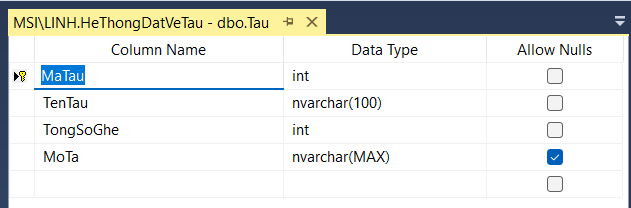 MSI\LINH.HeThongDatVeTau - dbo.Tau
Column Name Data Type Allow Nulls
MaTau int
TenTau nvarchar(100)
TongSoGhe int
MoTa nvarchar(MAX)